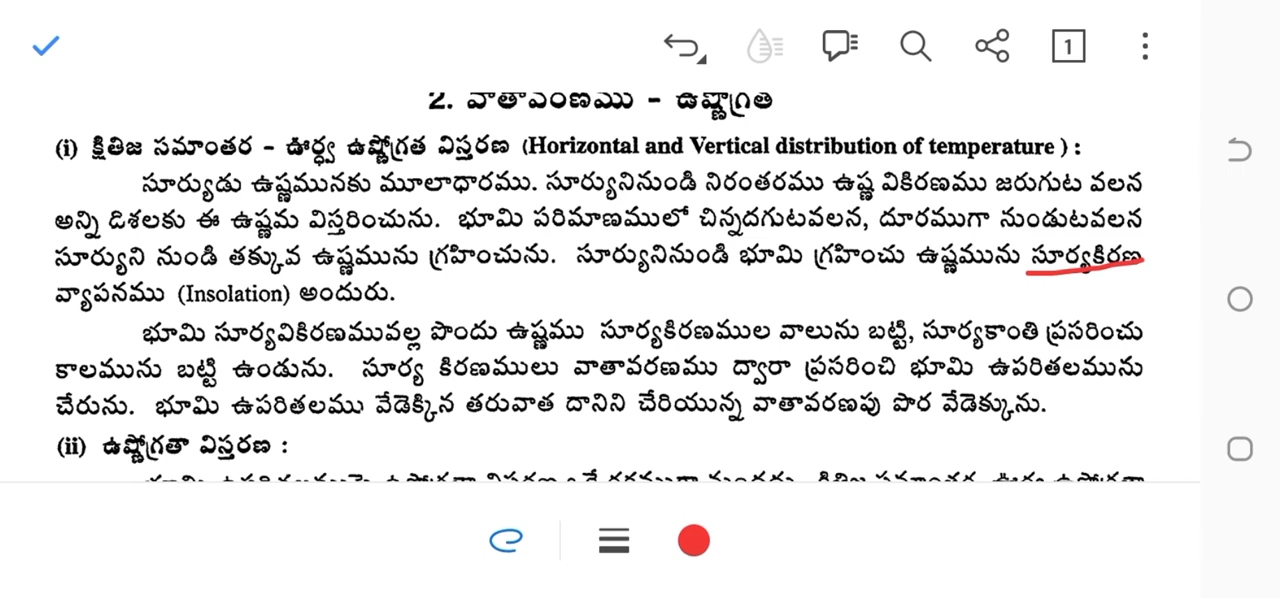 1
2. వాతావరణము - ఉష్ణోగ్రత
(i) క్షితిజ సమాంతర - ఊర్ధ్వ ఉష్ణోగ్రత విస్తరణ (Horizontal and Vertical distribution of temperature ) :
సూర్యుడు ఉష్ణమునకు మూలాధారము. సూర్యునినుండి నిరంతరము ఉష్ణ వికిరణము జరుగుట వలన
అన్ని డిశలకు ఈ ఉష్ణమ విస్తరించును. భూమి పరిమాణములో చిన్నదగుటవలన, దూరముగా నుండుటవలన
సూర్యుని నుండి తక్కువ ఉష్ణమును గ్రహించును. సూర్యునినుండి భూమి గ్రహించు ఉష్ణమును సూర్యకిరణ
వ్యాపనము (Insolation) అందురు.
భూమి సూర్యవికిరణమువల్ల పొందు ఉష్ణము సూర్యకిరణముల వాలును బట్టి, సూర్యకాంతి ప్రసరించు
కాలమును బట్టి ఉండును. సూర్య కిరణములు వాతావరణము ద్వారా ప్రసరించి భూమి ఉపరితలమును
చేరును. భూమి ఉపరితలము వేడెక్కిన తరువాత దానిని చేరియున్న వాతావరణపు పొర వేడెక్కును.
(ii) ఉష్ణోగ్రతా విస్తరణ :